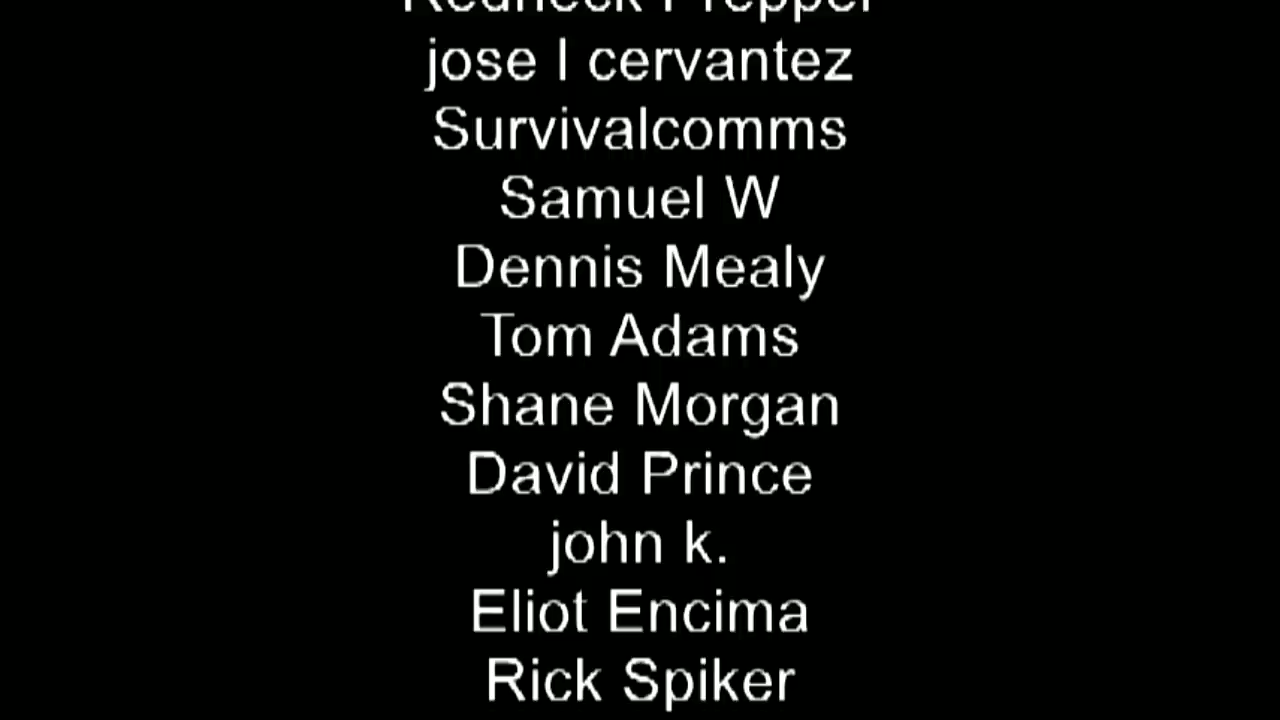 Redneck Prepper
jose l cervantez
Survivalcomms
Samuel W
Dennis Mealy
Tom Adams
Shane Morgan
David Prince
john k.
Eliot Encima
Rick Spiker